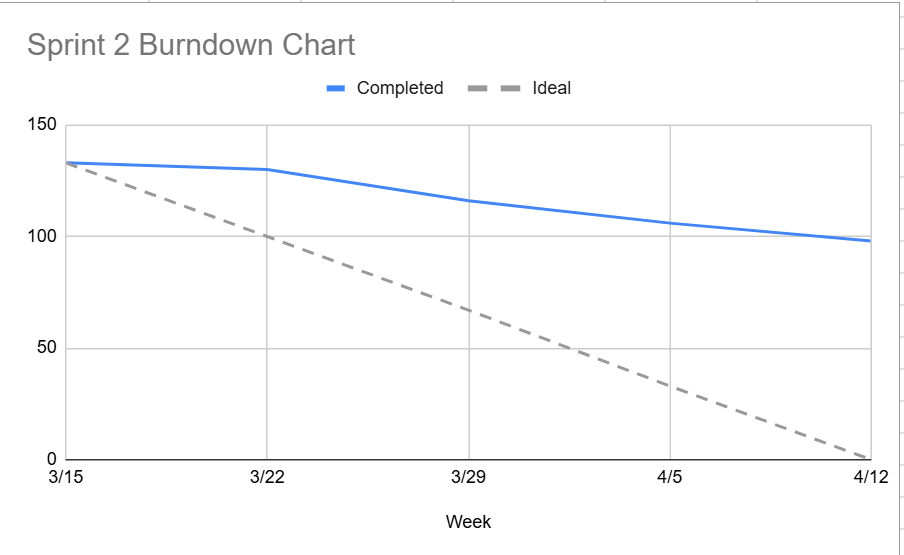 Sprint 2 Burndown Chart
Completed Ideal
150
100
50
0
3/15 3/22 3/29 4/5 4/12
Week